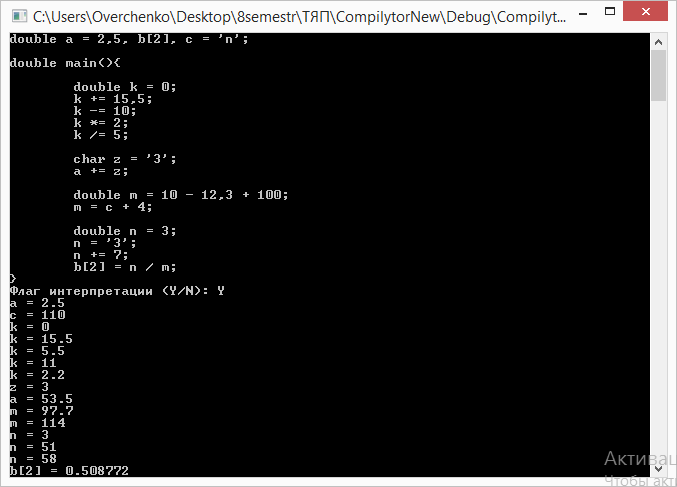 C:\Users\Overchenko\Desktop\8semestr\ТЯП\CompilytorNew\Debug\Compilyt...
double a = 2,5, b[2], c = 'n';
double main(){
double k = 0;
k += 15,5;
k -= 10;
k *= 2;
k /= 5;
char z = '3';
a += z;
double m = 10 - 12,3 + 100;
m = c + 4;
double n = 3;
n = '3';
n += 7;
b[2] = n / m;
}
Флаг интерпретации (Y/N): Y
a = 2.5
c = 110
k = 0
k = 15.5
k = 5.5
k = 11
k = 2.2
z = 3
a = 53.5
m = 97.7
m = 114
n = 3
n = 51
n = 58
b[2] = 0.508772
Активац
Чтобы акти